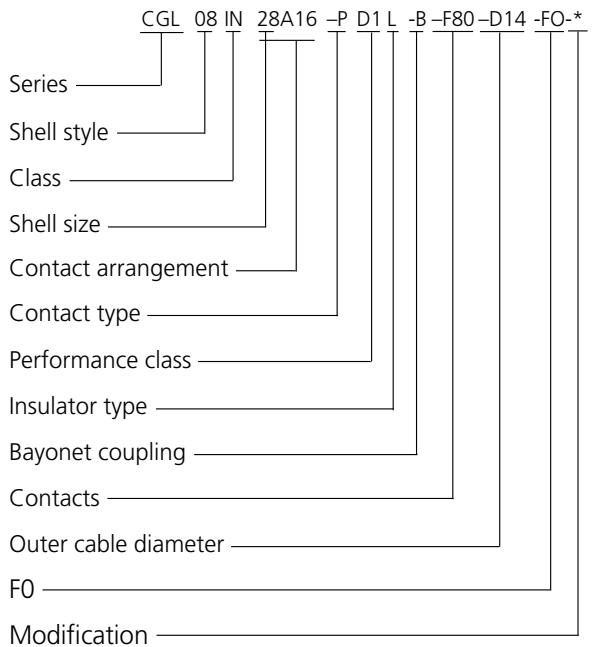 CGL 08 IN 28A16 –P D1 L -B –F80 –D14 -FO-*
Series
Shell style
Class
Shell size
Contact arrangement
Contact type
Performance class
Insulator type
Bayonet coupling
Contacts
Outer cable diameter
F0
Modification